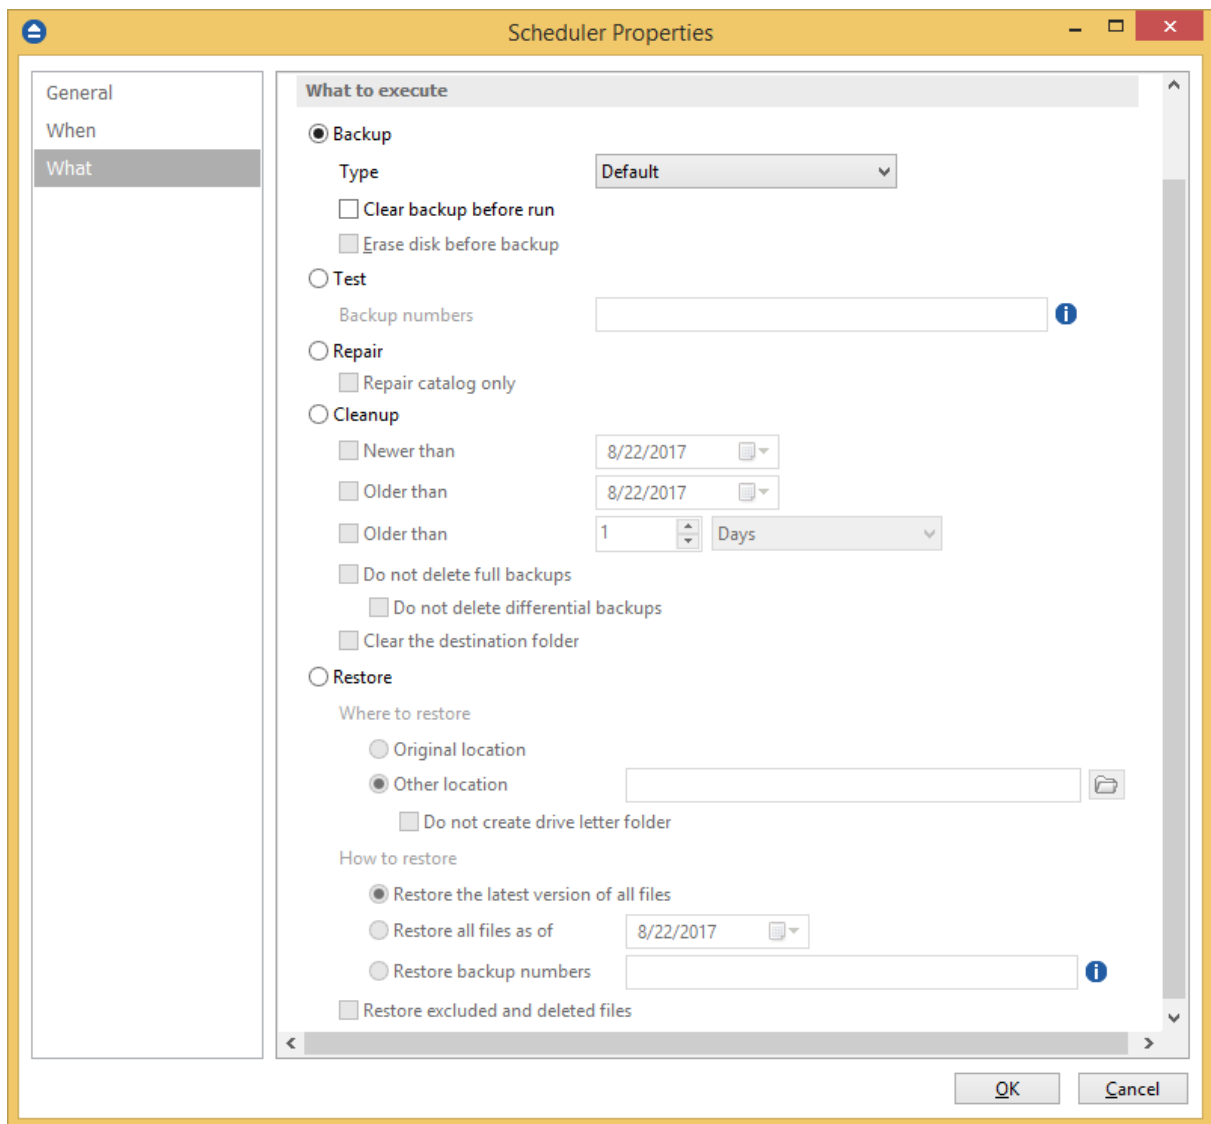 Scheduler Properties
General
When
What
What to execute
Backup
Type Default
Clear backup before run
Erase disk before backup
Test
Backup numbers
Repair
Repair catalog only
Cleanup
Newer than 8/22/2017
Older than 8/22/2017
Older than 1 Days
Do not delete full backups
Do not delete differential backups
Clear the destination folder
Restore
Where to restore
Original location
Other location
Do not create drive letter folder
How to restore
Restore the latest version of all files
Restore all files as of 8/22/2017
Restore backup numbers
Restore excluded and deleted files
OK Cancel